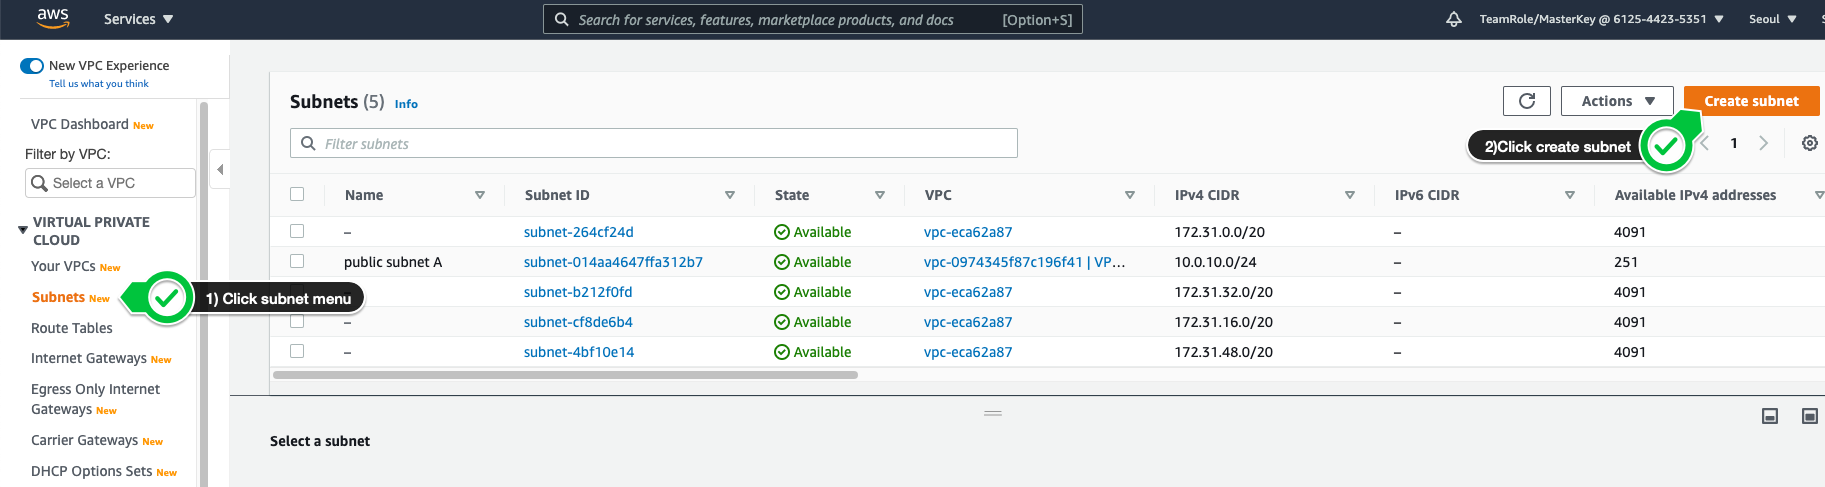 aws Services ▼ Search for services, features, marketplace products, and docs [Option+S] TeamRole/MasterKey @ 6125-4423-5351 ▼ Seoul ▼
New VPC Experience
Tell us what you think
VPC Dashboard New
Filter by VPC:
Select a VPC
VIRTUAL PRIVATE
CLOUD
Your VPCs New
Subnets New
1) Click subnet menu
Route Tables
Internet Gateways New
Egress Only Internet
Gateways New
Carrier Gateways New
DHCP Options Sets New
Subnets (5) Info
Actions ▼ Create subnet
Filter subnets
2)Click create subnet
1
Name Subnet ID State VPC IPv4 CIDR IPv6 CIDR Available IPv4 addresses
– subnet-264cf24d Available vpc-eca62a87 172.31.0.0/20 – 4091
public subnet A subnet-014aa4647ffa312b7 Available vpc-0974345f87c196f41 | VP... 10.0.10.0/24 – 251
subnet-b212f0fd Available vpc-eca62a87 172.31.32.0/20 – 4091
– subnet-cf8de6b4 Available vpc-eca62a87 172.31.16.0/20 – 4091
– subnet-4bf10e14 Available vpc-eca62a87 172.31.48.0/20 – 4091
Select a subnet